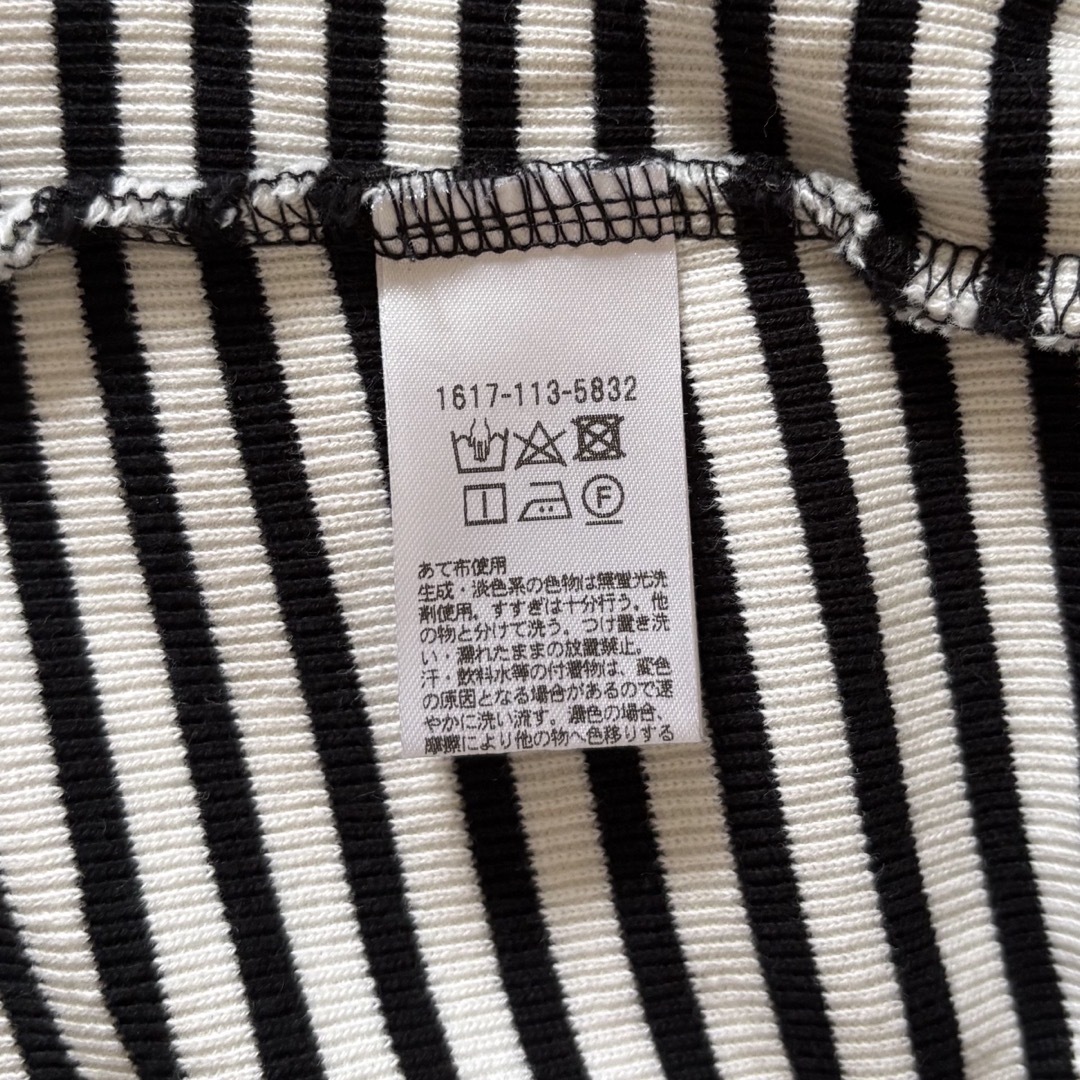 1617-113-5832
F
あて布使用
生成・淡色系の色物は無蛍光洗
剤使用。すすぎは十分行う。他
の物と分けて洗う。つけ置き洗
い・濡れたままの放置禁止。
汗・飲料水等の付着物は、変色
の原因となる場合があるので速
やかに洗い流す。濃色の場合、
摩擦により他の物へ色移りする